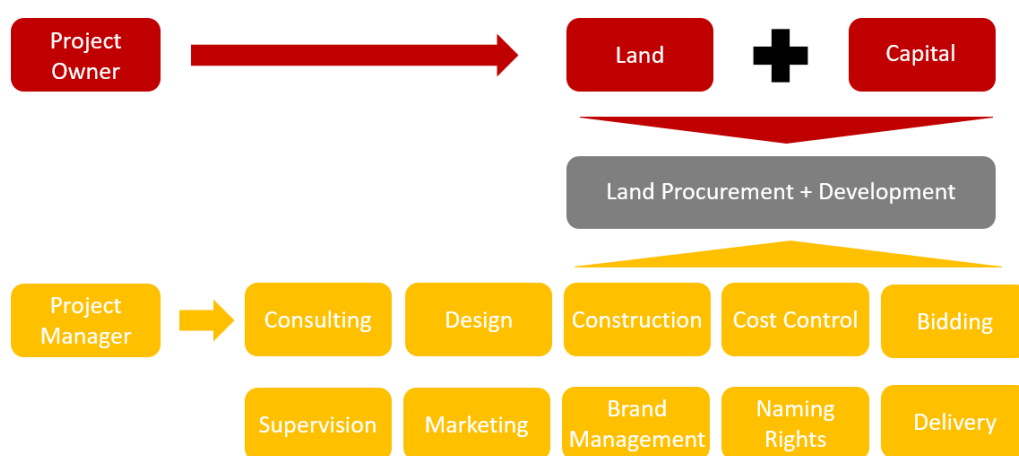 Project
Owner
Land
Capital
Land Procurement + Development
Project
Manager
Consulting
Design
Construction
Cost Control
Bidding
Supervision
Marketing
Brand
Management
Naming
Rights
Delivery